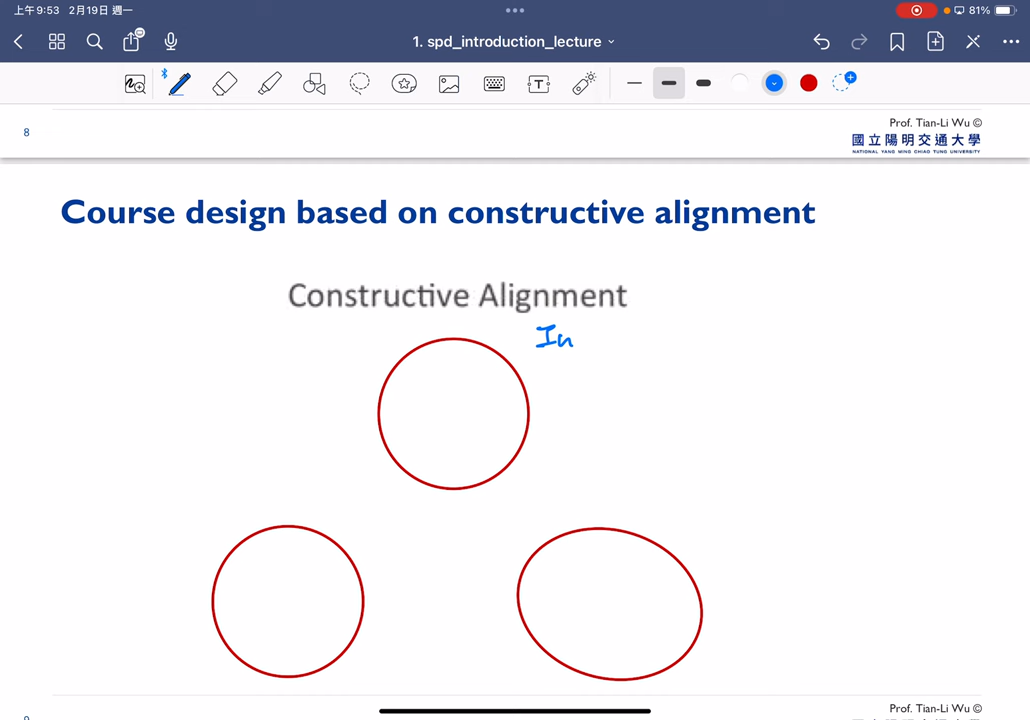 上午9:53 2月19日 週一
81%
1. spd_introduction_lecture
8
Prof. Tian-Li Wu ©
國立陽明交通大學
NATIONAL YANG MING CHIAO TUNG UNIVERSITY
Course design based on constructive alignment
Constructive Alignment
In
Prof. Tian-Li Wu ©